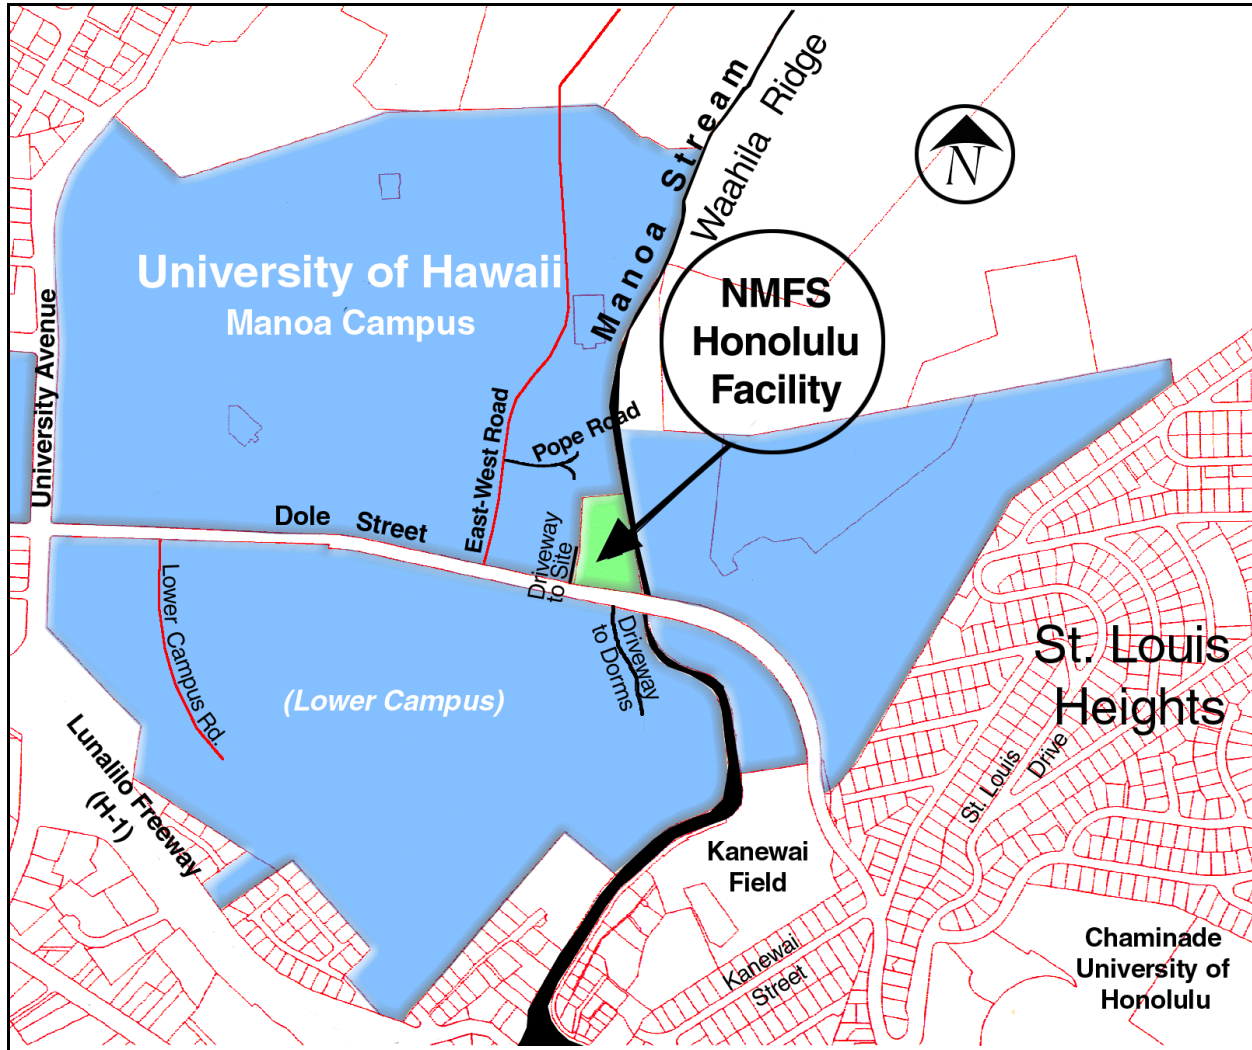 Manoa Stream
Waahila Ridge
N
University of Hawaii
Manoa Campus
NMFS
Honolulu
Facility
University Avenue
East-West Road
Pope Road
Dole Street
Driveway
to Site
Lower Campus Rd.
Driveway
to Dorms
(Lower Campus)
St. Louis
Heights
Lunalilo Freeway
(H-1)
St. Louis
Drive
Kanewai
Field
Kanewai
Street
Chaminade
University of
Honolulu